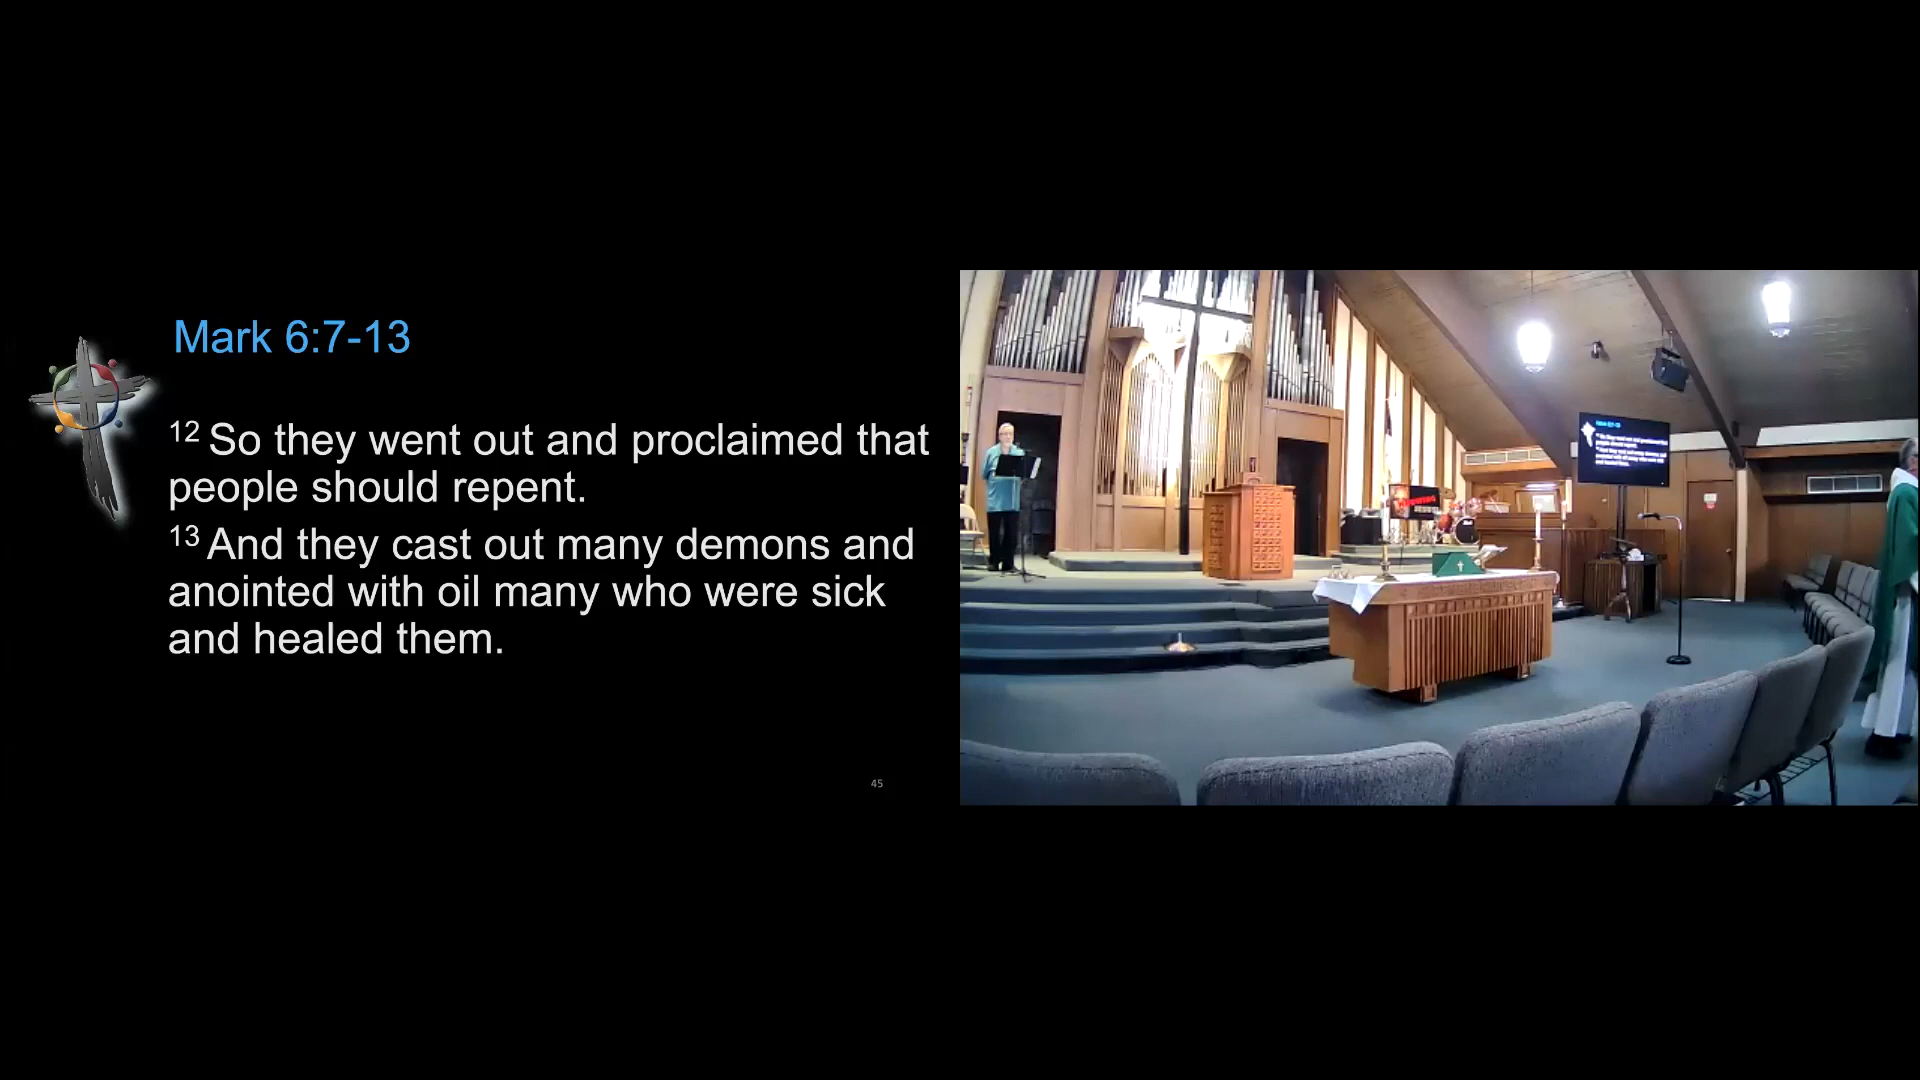 Mark 6:7-13
12 So they went out and proclaimed that
people should repent.
13 And they cast out many demons and
anointed with oil many who were sick
and healed them.
45